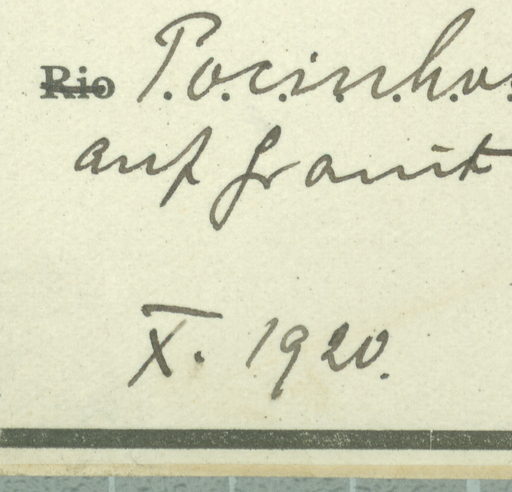 Rio P.o.c.i.n.h.o.
auf Granit
X. 1920.